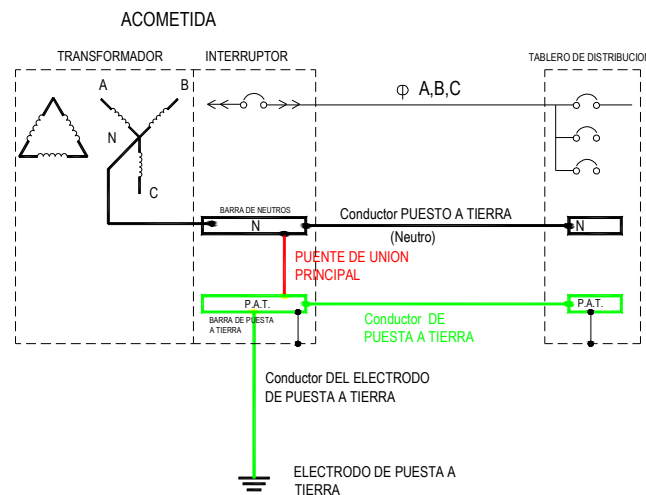 ACOMETIDA
TRANSFORMADOR
INTERRUPTOR
TABLERO DE DISTRIBUCION
A
B
N
C
Φ A,B,C
BARRA DE NEUTROS
N
Conductor PUESTO A TIERRA
(Neutro)
N
PUENTE DE UNION
PRINCIPAL
P.A.T.
BARRA DE PUESTA
A TIERRA
Conductor DE
PUESTA A TIERRA
P.A.T.
Conductor DEL ELECTRODO
DE PUESTA A TIERRA
ELECTRODO DE PUESTA A
TIERRA